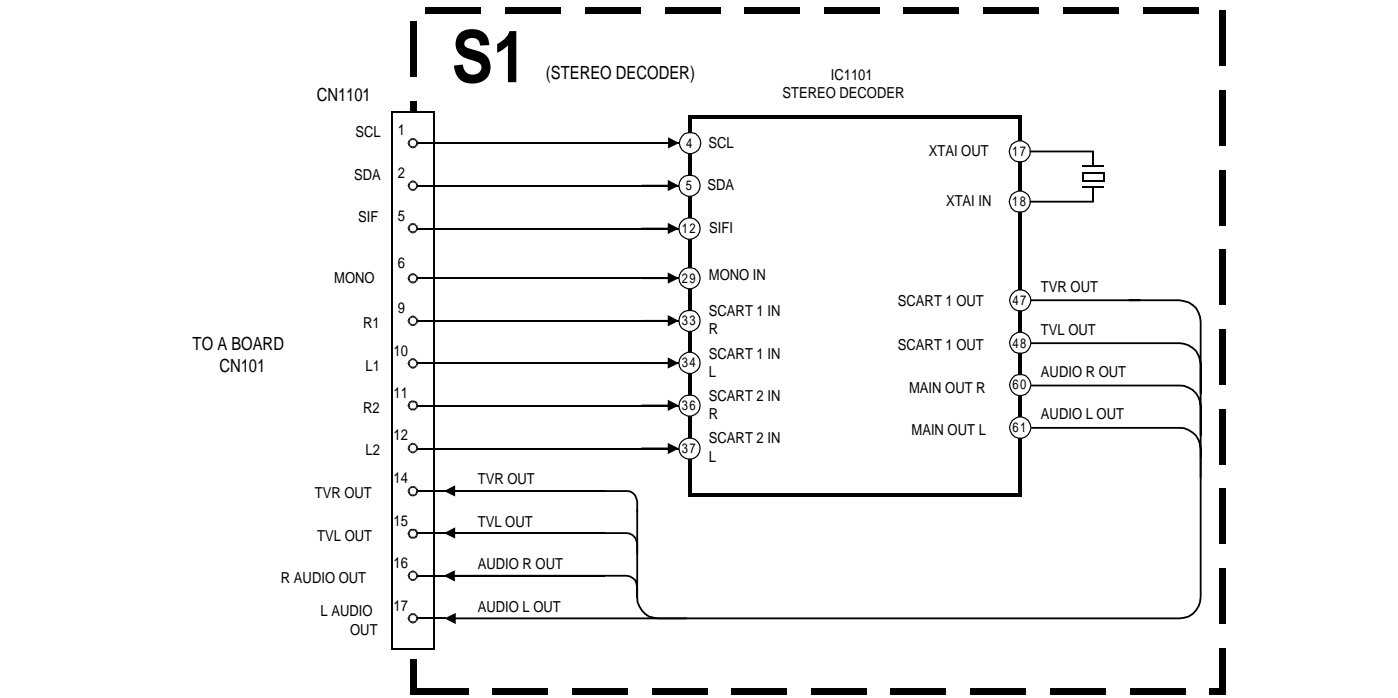 S1 (STEREO DECODER)
IC1101
STEREO DECODER
CN1101
SCL 1
SDA 2
SIF 5
MONO 6
R1 9
L1 10
R2 11
L2 12
TVR OUT 14
TVL OUT 15
R AUDIO OUT 16
L AUDIO 17
OUT
TO A BOARD
CN101
4 SCL
5 SDA
12 SIFI
29 MONO IN
33 SCART 1 IN
R
34 SCART 1 IN
L
36 SCART 2 IN
R
37 SCART 2 IN
L
XTAI OUT 17
XTAI IN 18
SCART 1 OUT 47 TVR OUT
SCART 1 OUT 48 TVL OUT
MAIN OUT R 60 AUDIO R OUT
MAIN OUT L 61 AUDIO L OUT
TVR OUT
TVL OUT
AUDIO R OUT
AUDIO L OUT